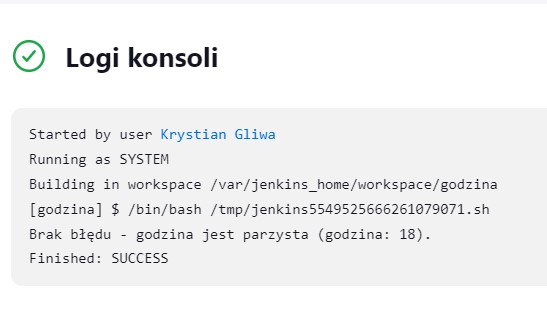 Logi konsoli
Started by user Krystian Gliwa
Running as SYSTEM
Building in workspace /var/jenkins_home/workspace/godzina
[godzina] $ /bin/bash /tmp/jenkins5549525666261079071.sh
Brak błędu - godzina jest parzysta (godzina: 18).
Finished: SUCCESS